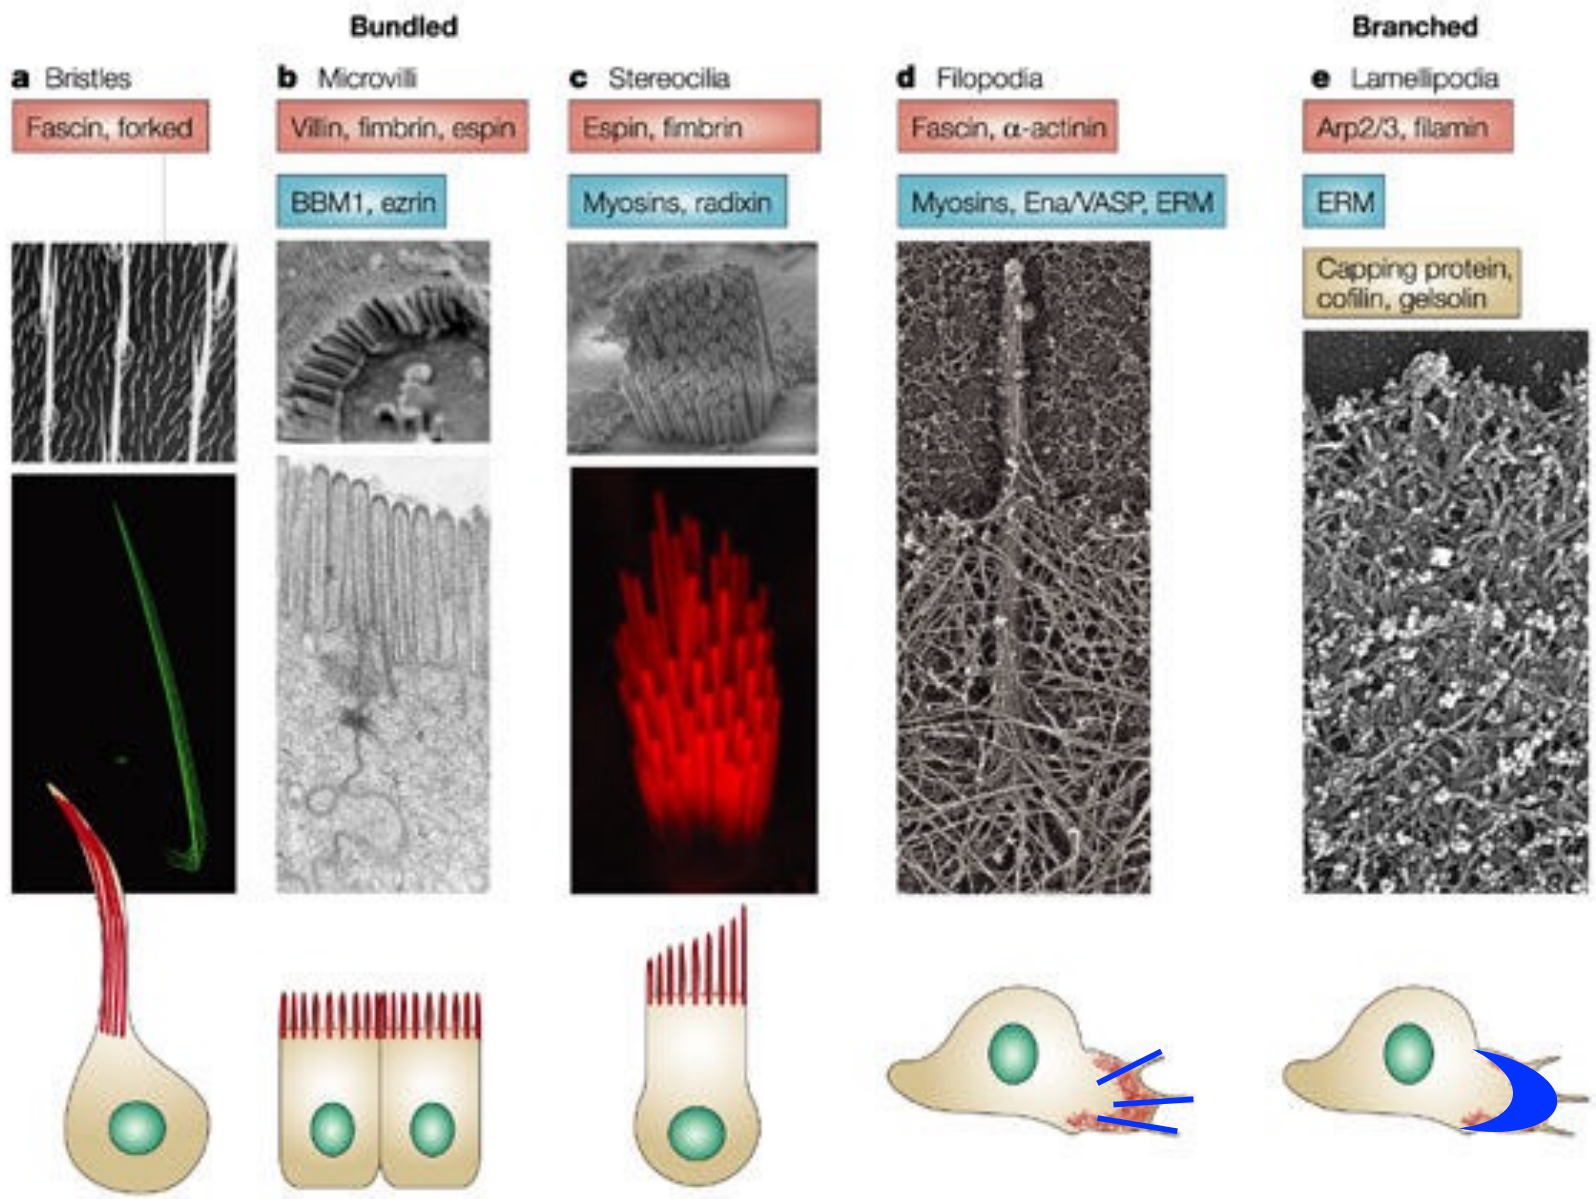 Bundled
Branched
a Bristles
b Microvilli
c Stereocilia
d Filopodia
e Lamellipodia
Fascin, forked
Villin, fimbrin, espin
Espin, fimbrin
Fascin, α-actinin
Arp2/3, filamin
BBM1, ezrin
Myosins, radixin
Myosins, Ena/VASP, ERM
ERM
Capping protein,
cofilin, gelsolin